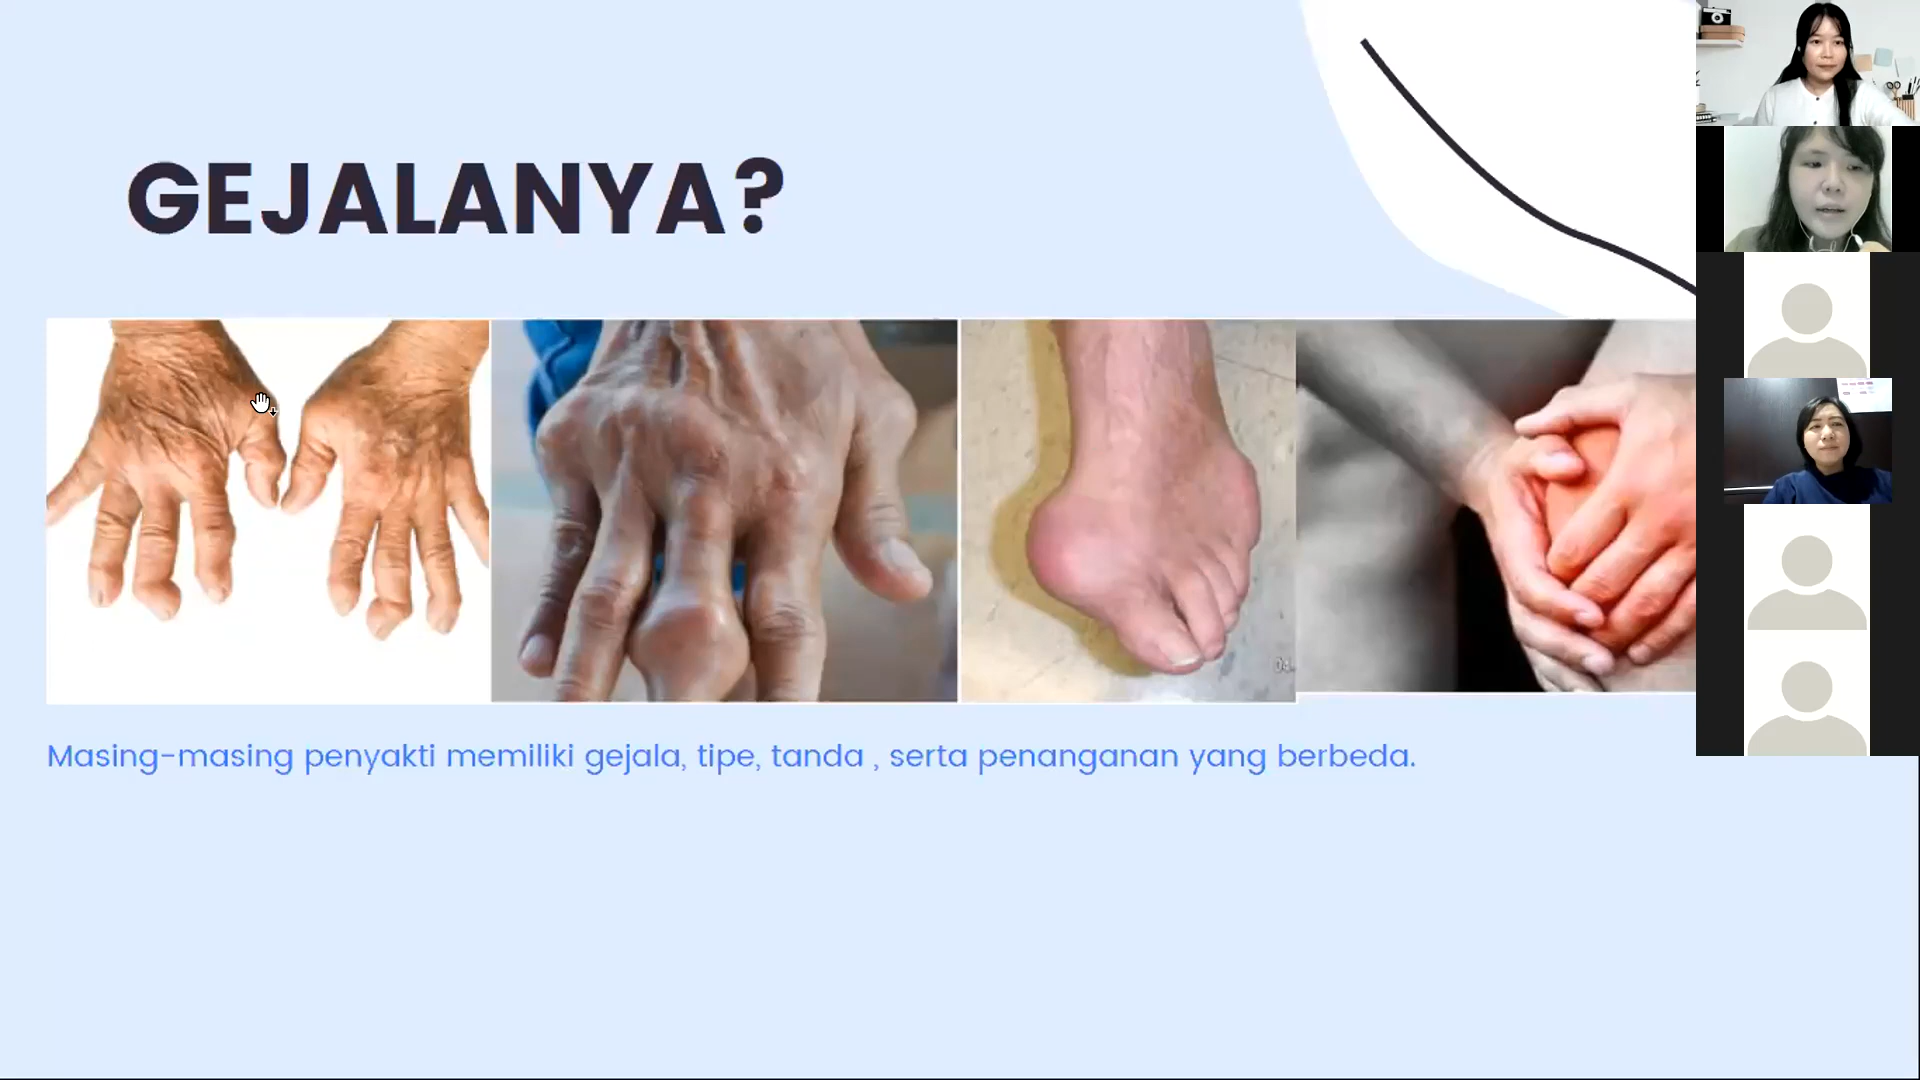 GEJALANYA?
Masing-masing penyakti memiliki gejala, tipe, tanda , serta penanganan yang berbeda.